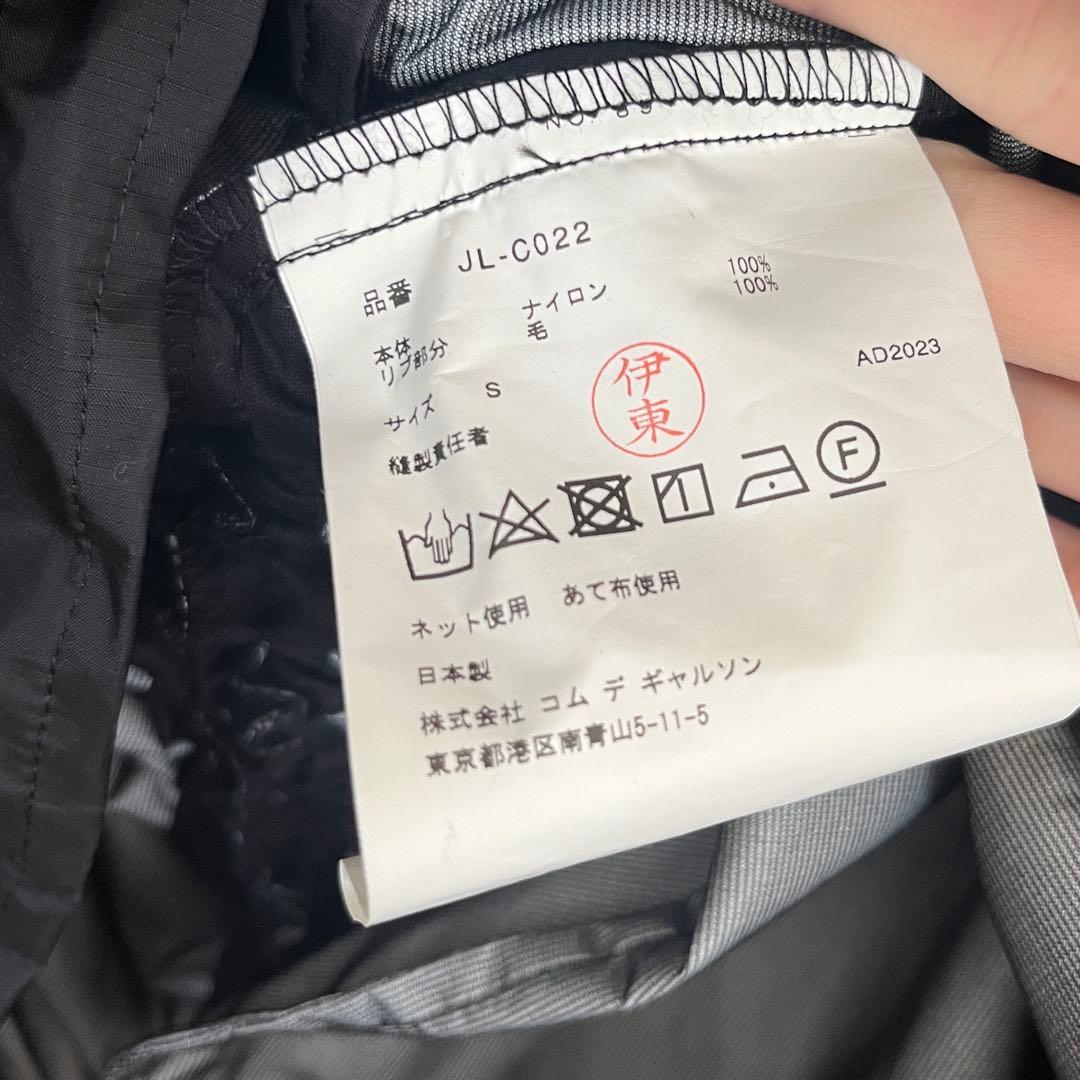 品番 JL-C022
本体 ナイロン 100%
リブ部分 毛 100%
サイズ S
AD2023
縫製責任者
伊東
F
ネット使用 あて布使用
日本製
株式会社 コム デ ギャルソン
東京都港区南青山5-11-5